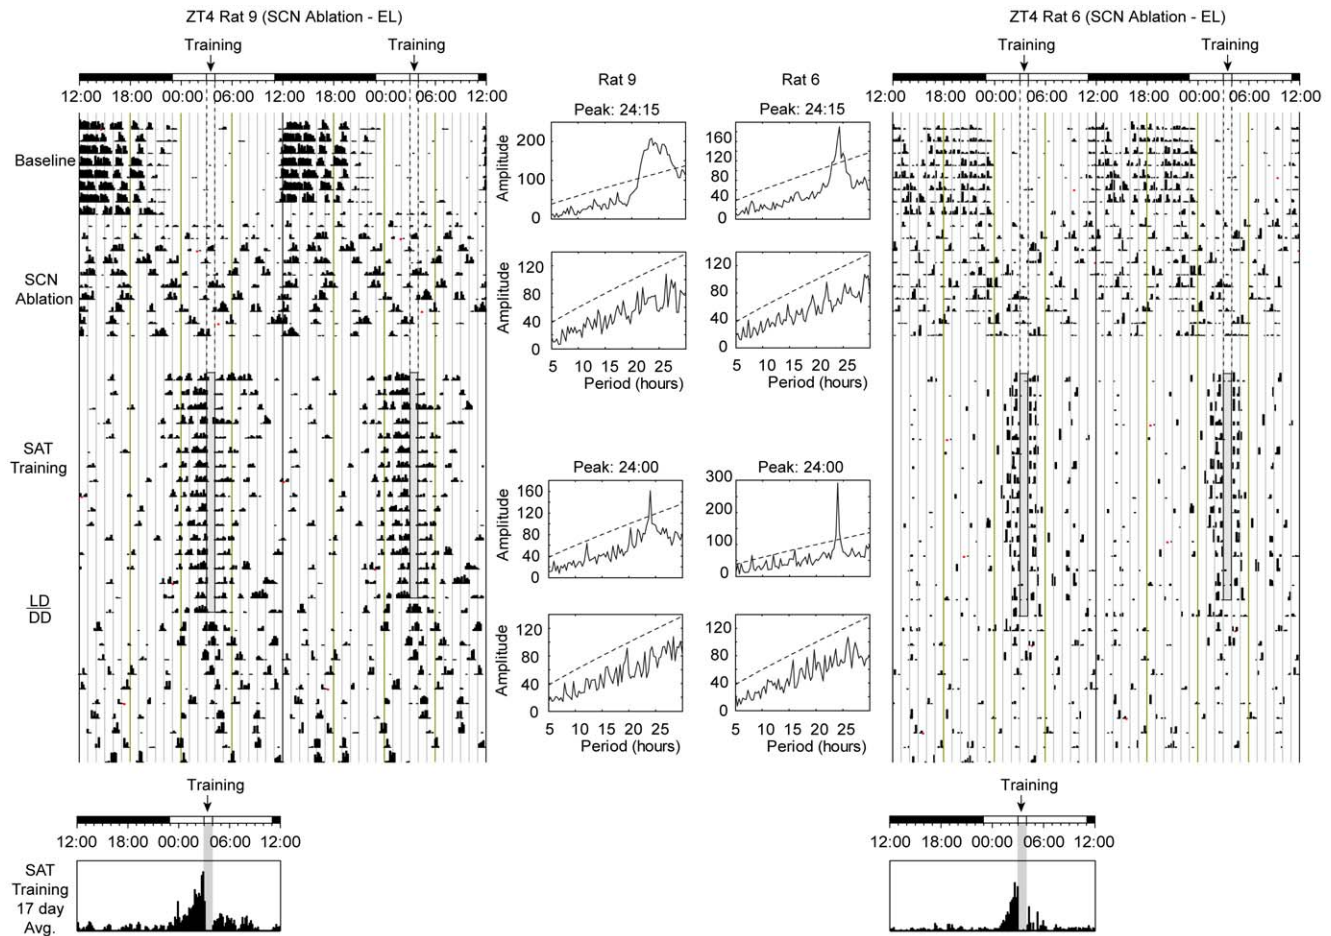 ZT4 Rat 9 (SCN Ablation - EL)
Training Training
12:00 18:00 00:00 06:00 12:00 18:00 00:00 06:00 12:00
Baseline
SCN
Ablation
SAT
Training
LD
DD
Training
12:00 18:00 00:00 06:00 12:00
SAT
Training
17 day
Avg.
Rat 9 Rat 6
Peak: 24:15
Amplitude
200
100
0
Peak: 24:15
160
120
80
40
0
Amplitude
120
80
40
0
5 10 15 20 25
Period (hours)
120
80
40
0
5 10 15 20 25
Period (hours)
Peak: 24:00
Amplitude
160
120
80
40
0
Peak: 24:00
300
200
100
0
Amplitude
120
80
40
0
5 10 15 20 25
Period (hours)
120
80
40
0
5 10 15 20 25
Period (hours)
ZT4 Rat 6 (SCN Ablation - EL)
Training Training
12:00 18:00 00:00 06:00 12:00 18:00 00:00 06:00 12:00
Training
12:00 18:00 00:00 06:00 12:00